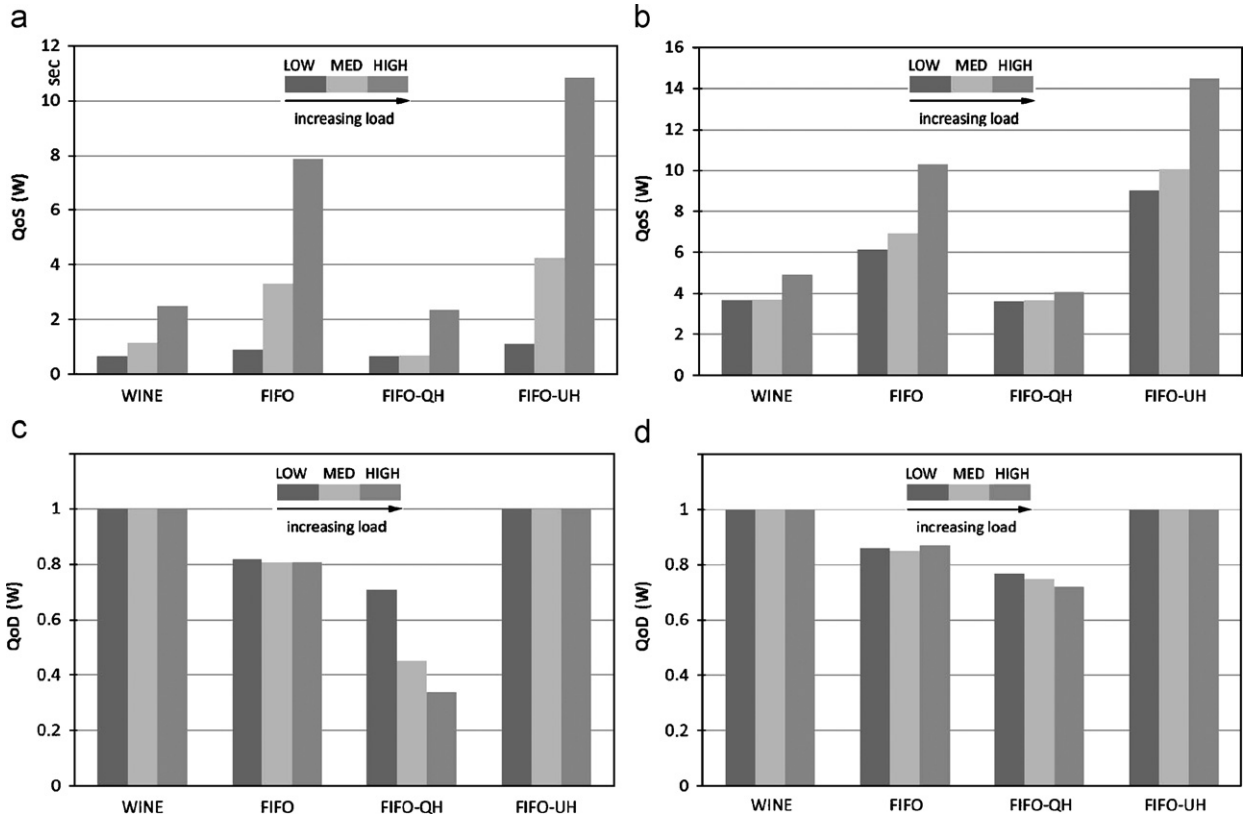 a
12
sec
10
8
6
4
2
0
QoS (W)
LOW MED HIGH
increasing load
WINE FIFO FIFO-QH FIFO-UH
b
16
14
12
10
8
6
4
2
0
QoS (W)
LOW MED HIGH
increasing load
WINE FIFO FIFO-QH FIFO-UH
c
1
0.8
0.6
0.4
0.2
0
QoD (W)
LOW MED HIGH
increasing load
WINE FIFO FIFO-QH FIFO-UH
d
1
0.8
0.6
0.4
0.2
0
QoD (W)
LOW MED HIGH
increasing load
WINE FIFO FIFO-QH FIFO-UH